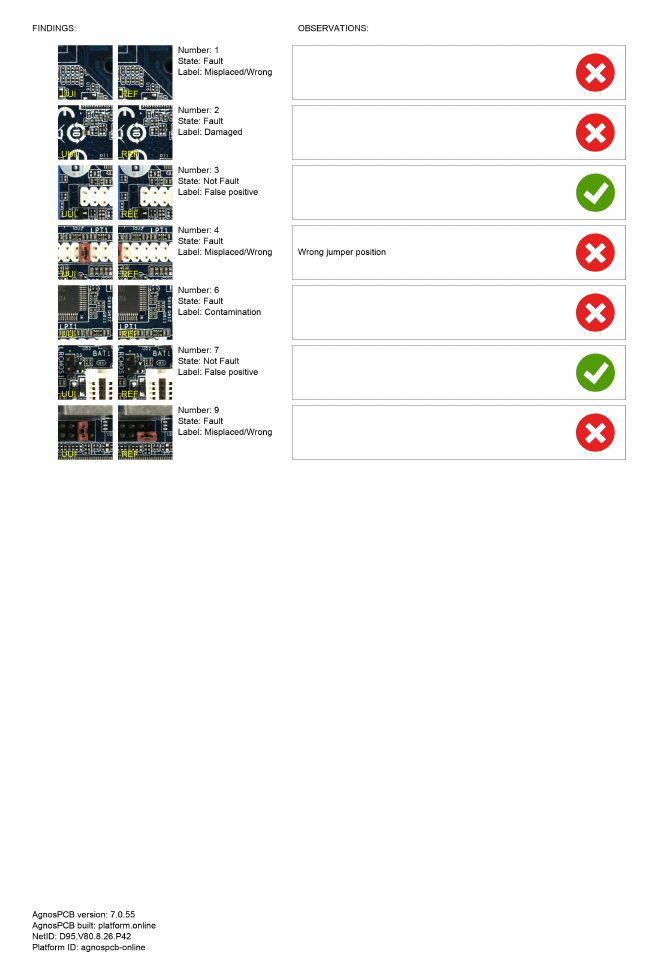 FINDINGS:
OBSERVATIONS:
UUI
REF
Number: 1
State: Fault
Label: Misplaced/Wrong
UUI
REF
Number: 2
State: Fault
Label: Damaged
UUI
REF
Number: 3
State: Not Fault
Label: False positive
LPT1
UUI
REF
Number: 4
State: Fault
Label: Misplaced/Wrong
Wrong jumper position
LPT1
UUI
REF
Number: 6
State: Fault
Label: Contamination
BAT1
BAT1
UUI
REF
Number: 7
State: Not Fault
Label: False positive
UUI
REF
Number: 9
State: Fault
Label: Misplaced/Wrong
AgnosPCB version: 7.0.55
AgnosPCB built: platform.online
NetID: D95.V80.8.26.P42
Platform ID: agnospcb-online